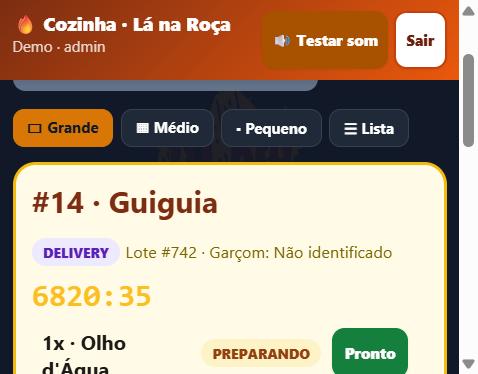 🔥 Cozinha · Lá na Roça
Demo · admin
🔊 Testar som
Sair
Grande
Médio
· Pequeno
☰ Lista
#14 · Guiguia
DELIVERY Lote #742 · Garçom: Não identificado
6820:35
1x · Olho
d'Água
PREPARANDO
Pronto